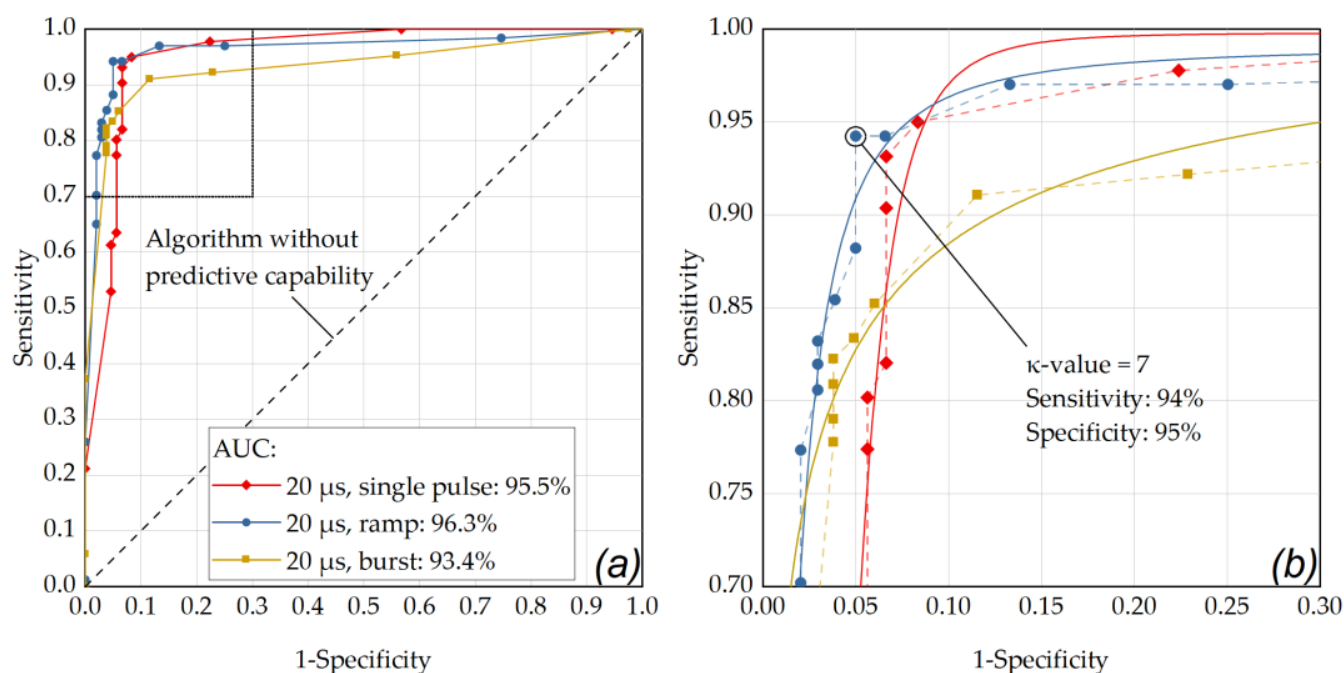 1.0
0.9
0.8
0.7
0.6
0.5
0.4
0.3
0.2
0.1
0.0
Sensitivity
Algorithm without
predictive capability
AUC:
20 μs, single pulse: 95.5%
20 μs, ramp: 96.3%
20 μs, burst: 93.4%
(a)
0.0 0.1 0.2 0.3 0.4 0.5 0.6 0.7 0.8 0.9 1.0
1-Specificity
1.00
0.95
0.90
0.85
0.80
0.75
0.70
Sensitivity
κ-value = 7
Sensitivity: 94%
Specificity: 95%
(b)
0.00 0.05 0.10 0.15 0.20 0.25 0.30
1-Specificity